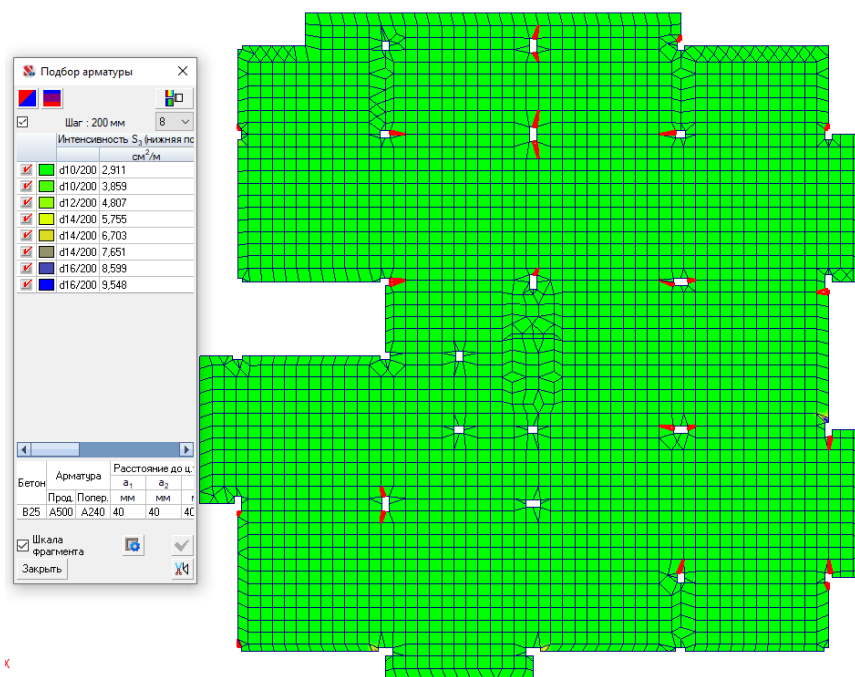 Подбор арматуры
Шаг : 200 мм 8
Интенсивность S3 (нижняя по
см²/м
d10/200 2,911
d10/200 3,859
d12/200 4,807
d14/200 5,755
d14/200 6,703
d14/200 7,651
d16/200 8,599
d16/200 9,548
Бетон Арматура Расстояние до ц.
a1 a2
Прод. Попер. мм мм
B25 A500 A240 40 40 40
Шкала
фрагмента
Закрыть
X